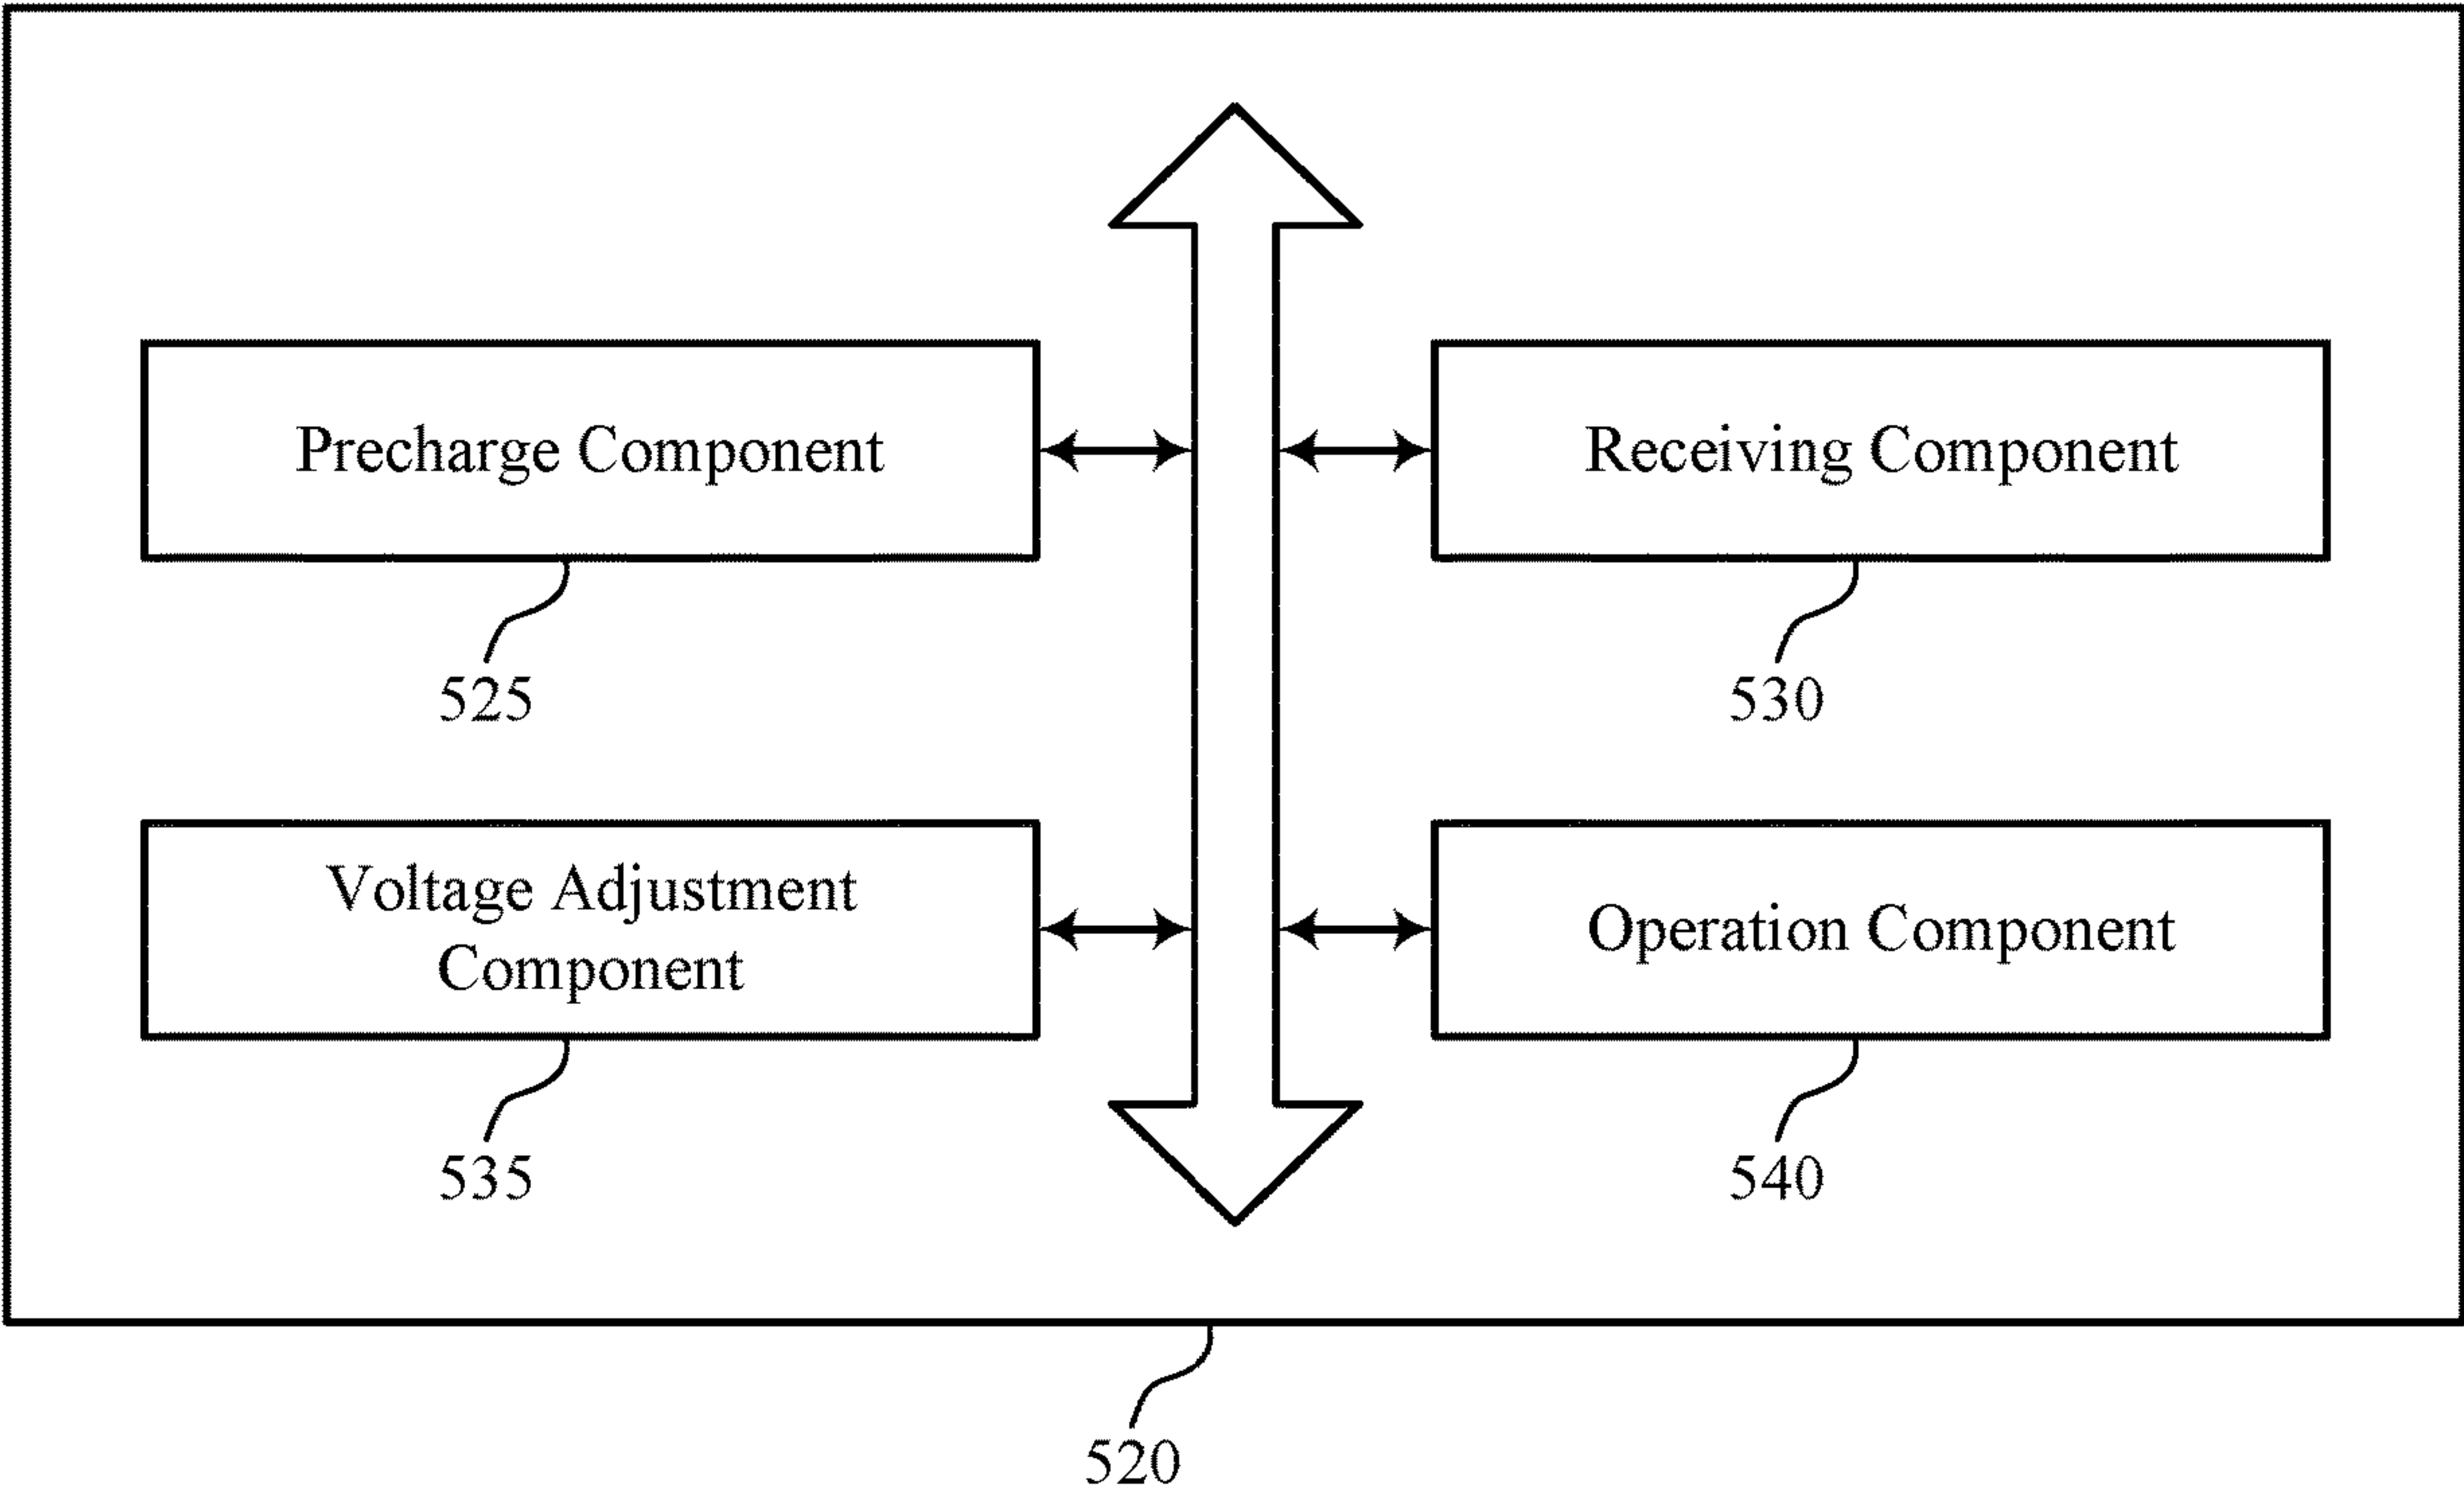 Precharge Component
Receiving Component
525
530
Voltage Adjustment
Component
Operation Component
535
540
520